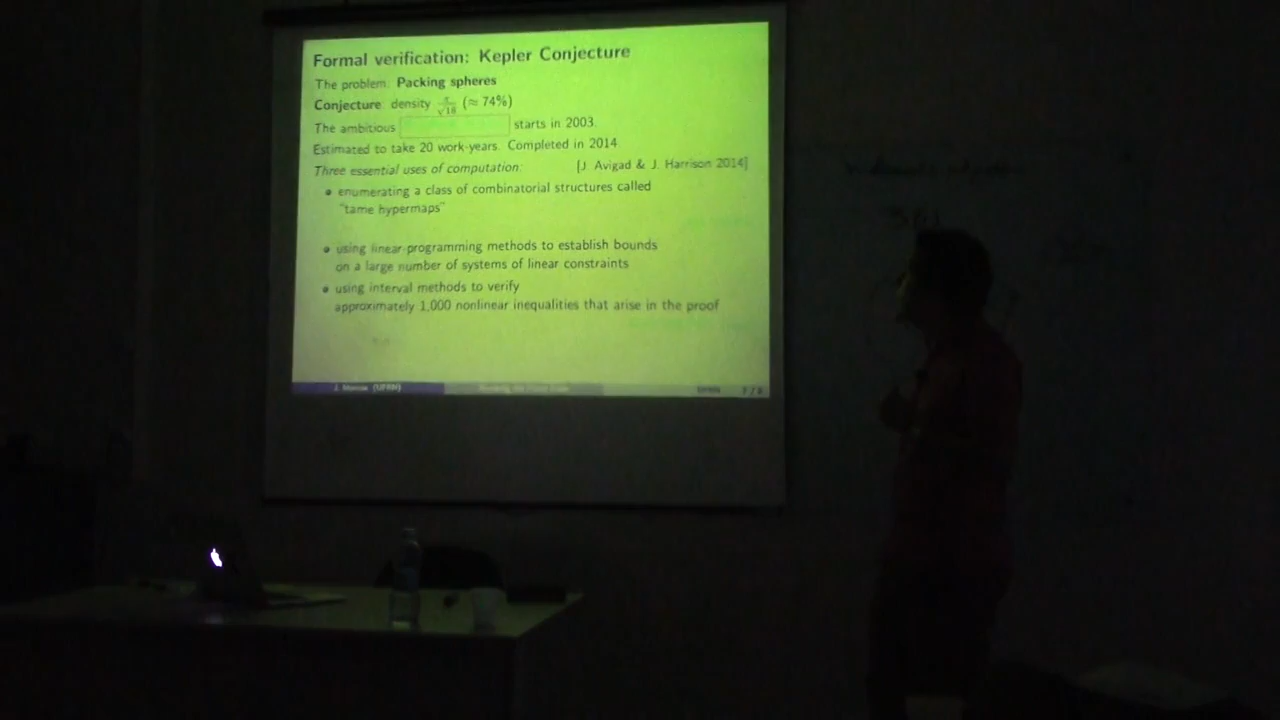 Formal verification: Kepler Conjecture
The problem: Packing spheres
Conjecture: density π/√18 (≈ 74%)
The ambitious starts in 2003.
Estimated to take 20 work-years. Completed in 2014
Three essential uses of computation: [J. Avigad & J. Harrison 2014]
• enumerating a class of combinatorial structures called
"tame hypermaps"
• using linear-programming methods to establish bounds
on a large number of systems of linear constraints
• using interval methods to verify
approximately 1,000 nonlinear inequalities that arise in the proof
J. (UFRN)